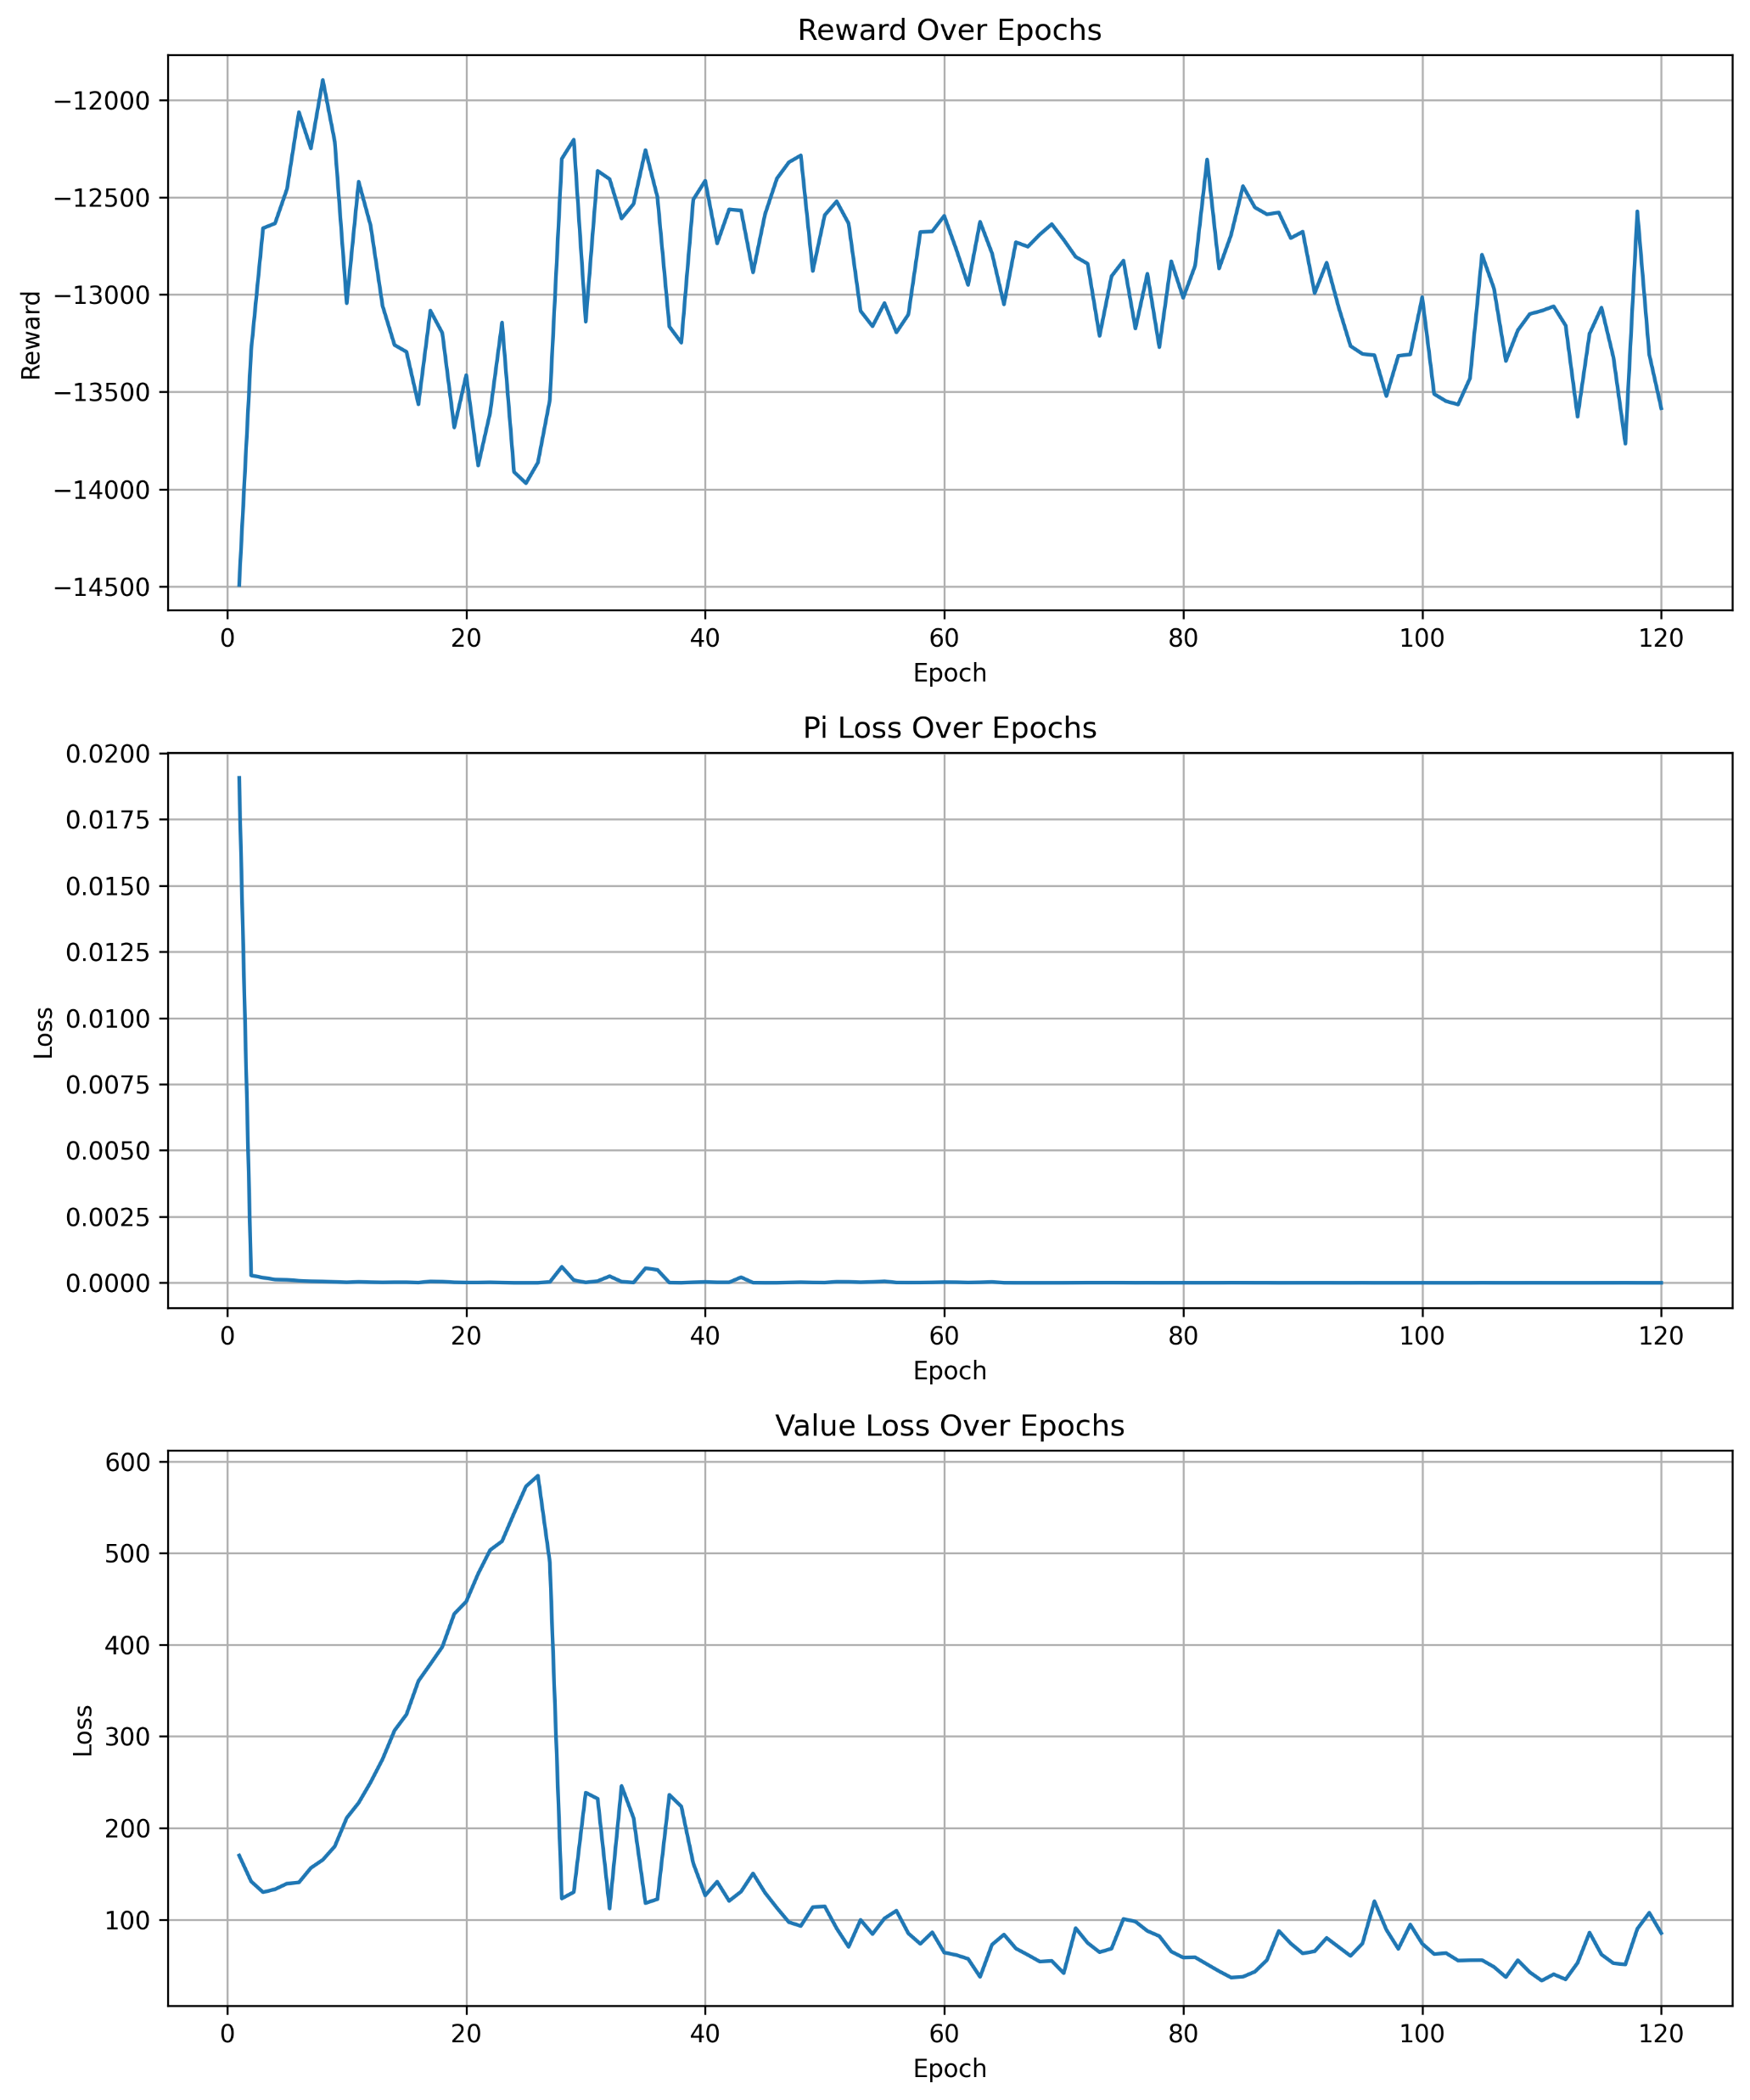 Reward Over Epochs
−12000
−12500
−13000
−13500
−14000
−14500
Reward
0 20 40 60 80 100 120
Epoch
Pi Loss Over Epochs
0.0200
0.0175
0.0150
0.0125
0.0100
0.0075
0.0050
0.0025
0.0000
Loss
0 20 40 60 80 100 120
Epoch
Value Loss Over Epochs
600
500
400
300
200
100
Loss
0 20 40 60 80 100 120
Epoch